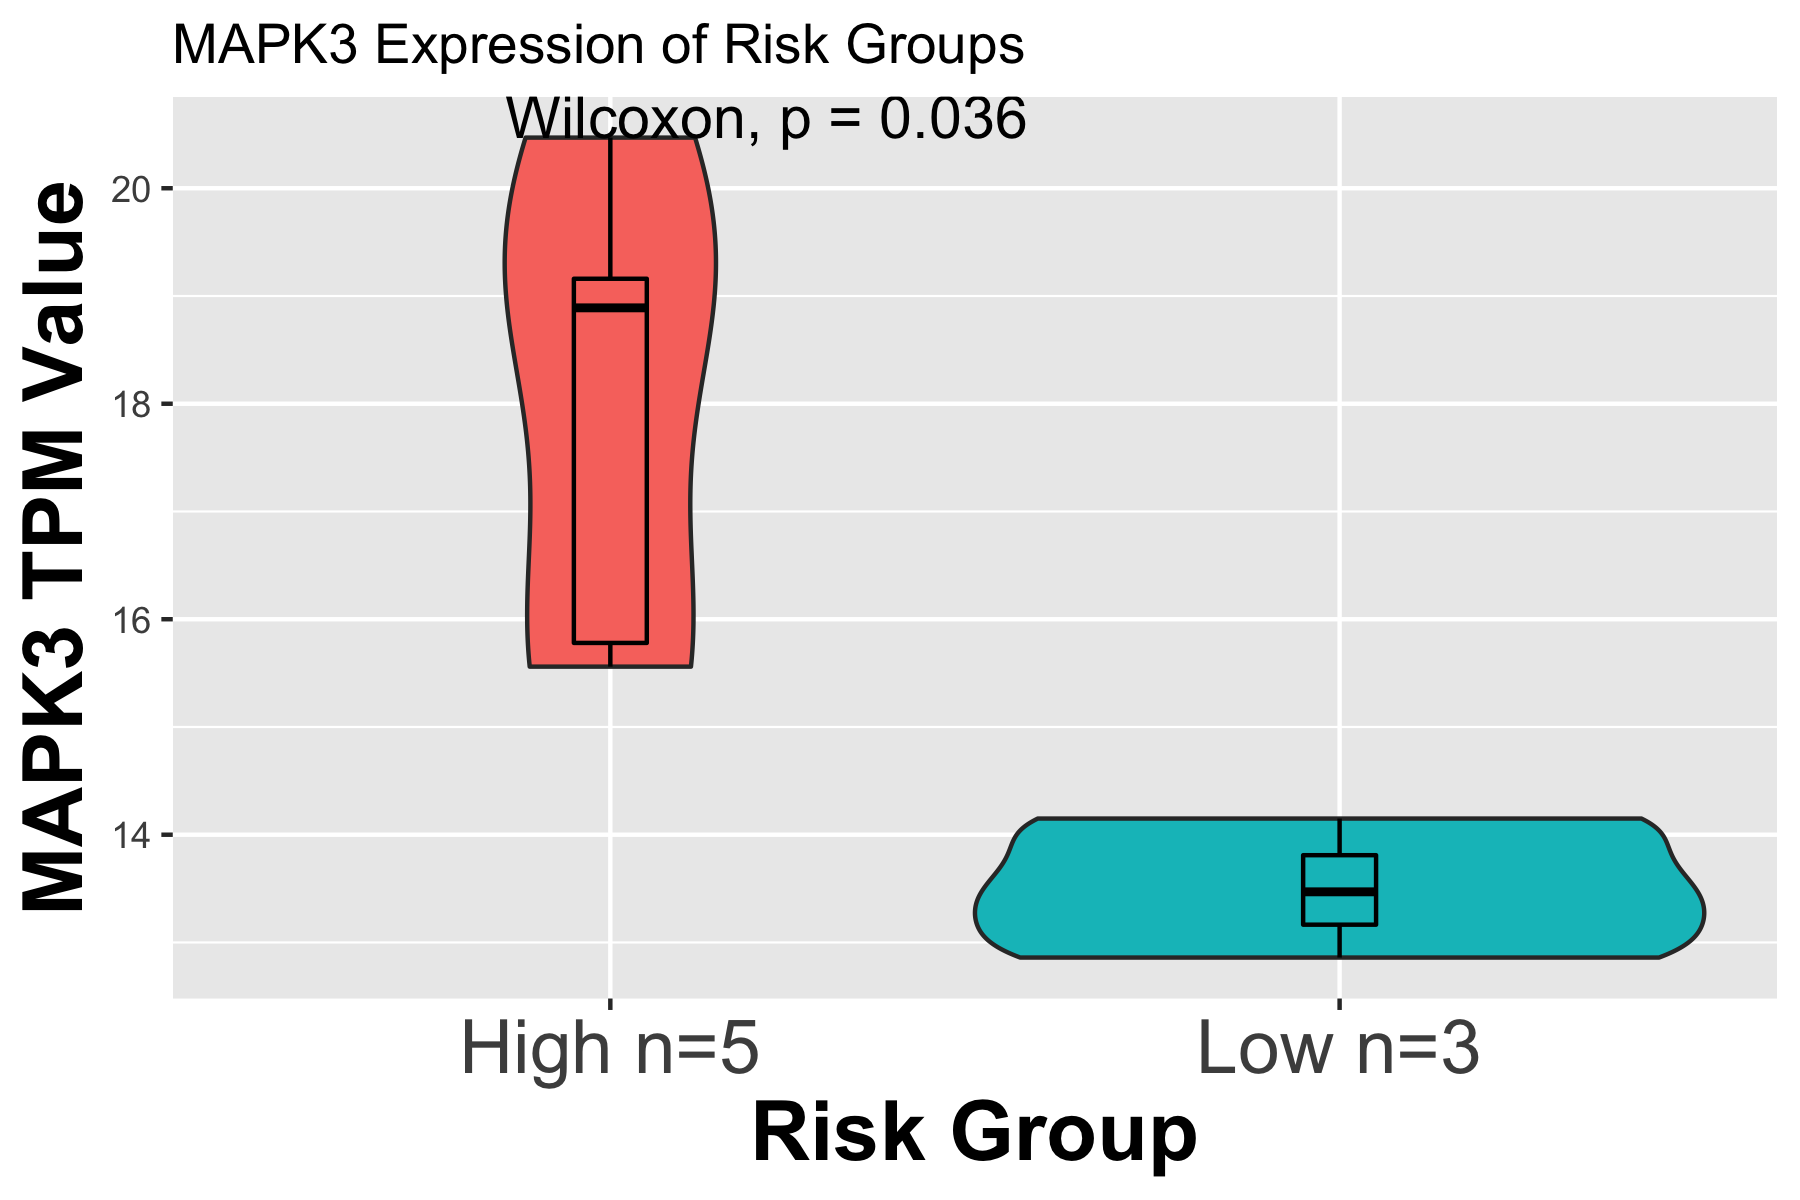 MAPK3 Expression of Risk Groups
Wilcoxon, p = 0.036
MAPK3 TPM Value
20
18
16
14
High n=5
Low n=3
Risk Group